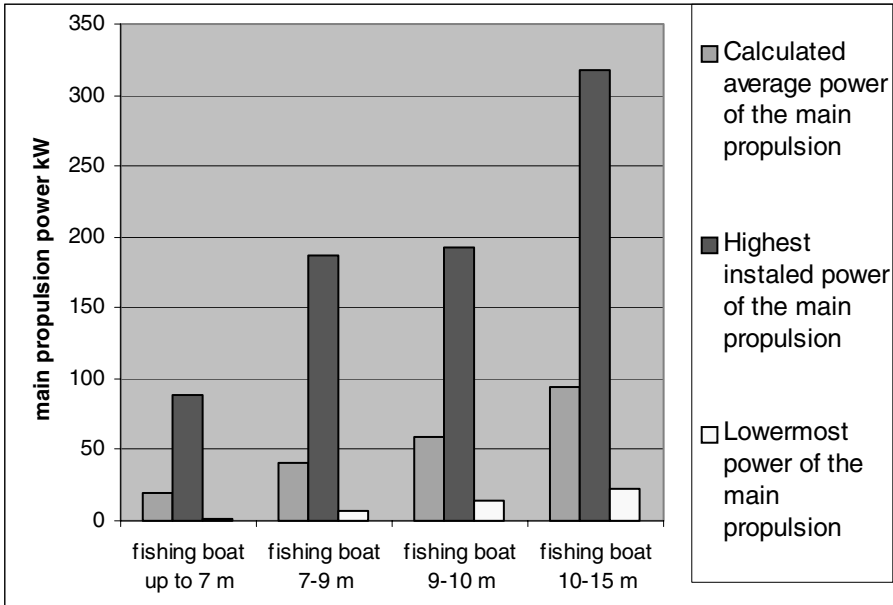 350
300
250
200
150
100
50
0
main propulsion power kW
fishing boat
up to 7 m
fishing boat
7-9 m
fishing boat
9-10 m
fishing boat
10-15 m
Calculated
average power
of the main
propulsion
Highest
instaled power
of the main
propulsion
Lowermost
power of the
main
propulsion